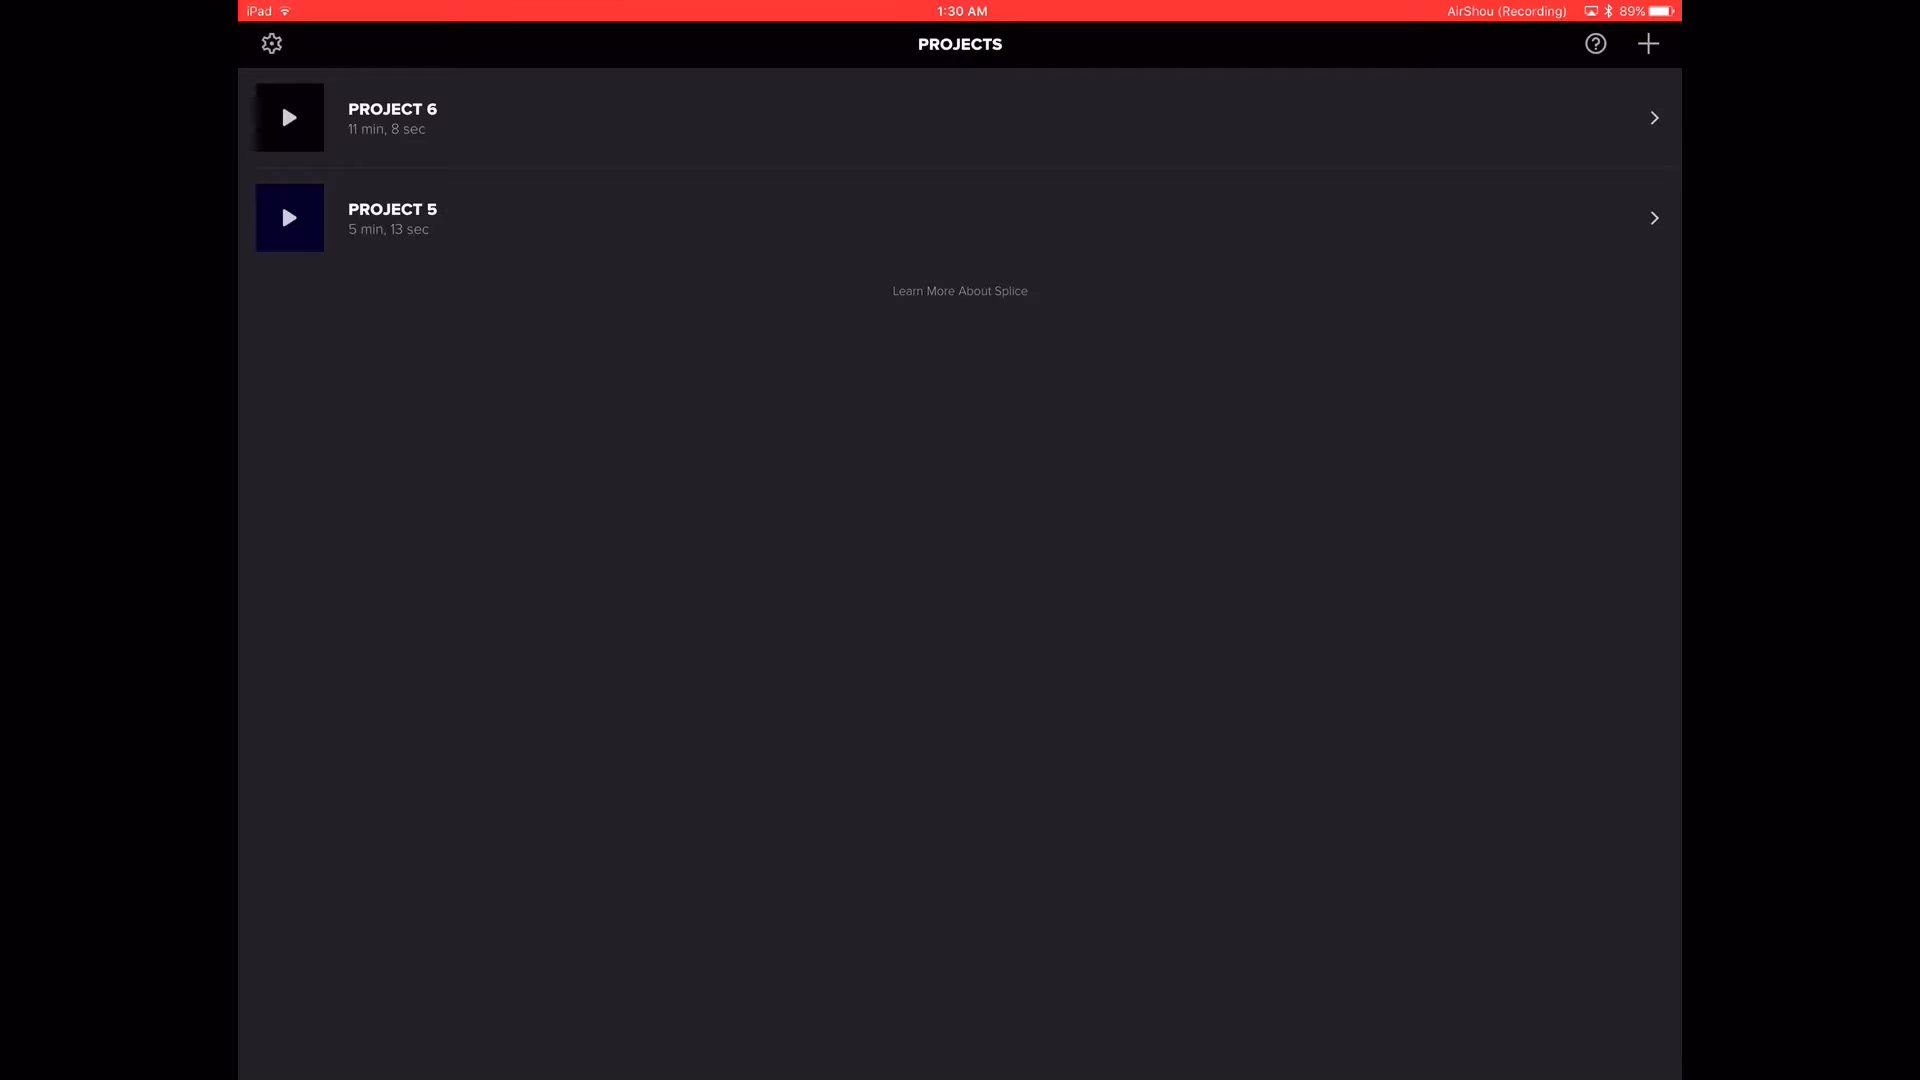 iPad
1:30 AM
AirShou (Recording)
89%
PROJECTS
PROJECT 6
11 min, 8 sec
PROJECT 5
5 min, 13 sec
Learn More About Splice